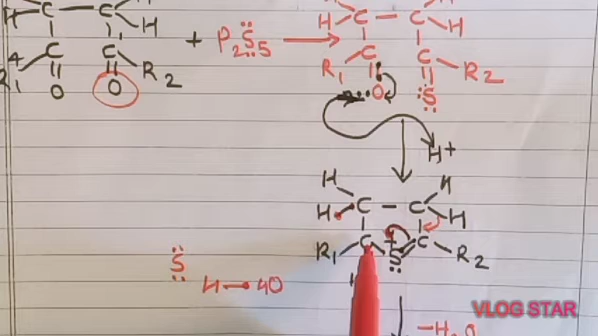 H C — C H H
C C
R1 R2
O O
+ P2S5
H C — C H
R1 C C R2
O S
H+
H H
H C — C H
R1 C S+ C R2
S H 40
—H2O
VLOG STAR